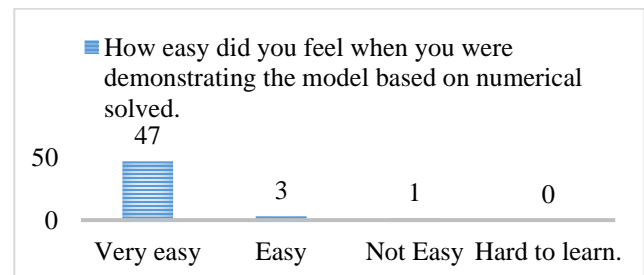 How easy did you feel when you were
demonstrating the model based on numerical
solved.
47
50
3
1
0
0
Very easy
Easy
Not Easy
Hard to learn.